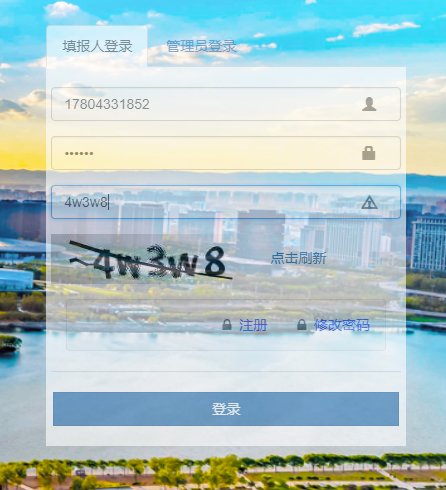 填报人登录 管理员登录
17804331852
••••••
4w3w8
4w3w8 点击刷新
注册 修改密码
登录